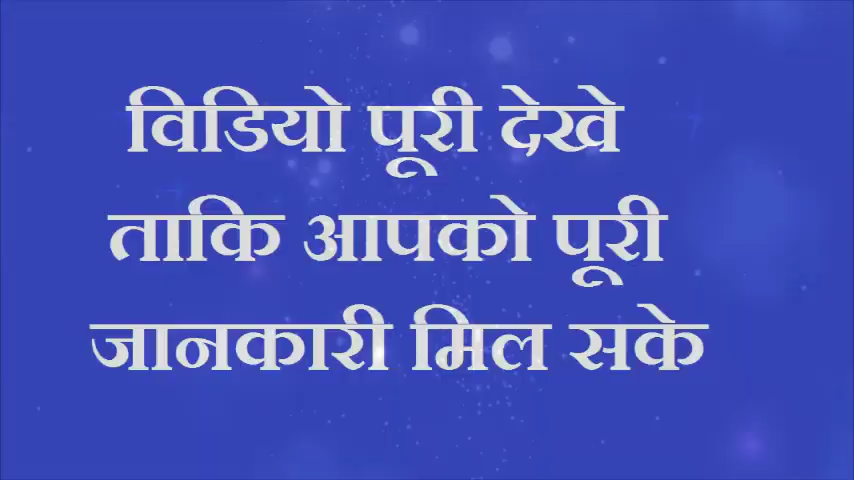 विडियो पूरी देखे
ताकि आपको पूरी
जानकारी मिल सके